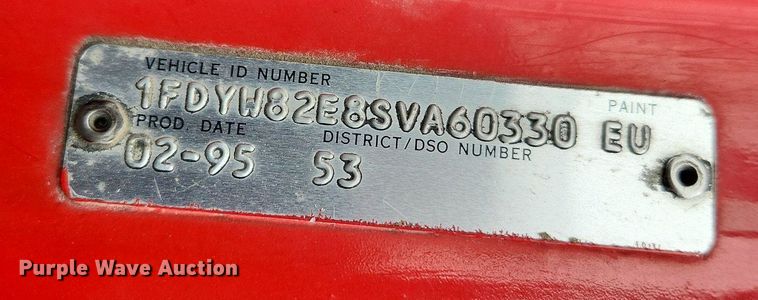 VEHICLE ID NUMBER
1FDYW82E8SVA60330
PAINT
EU
PROD. DATE
DISTRICT/DSO NUMBER
02-95
53
Purple Wave Auction